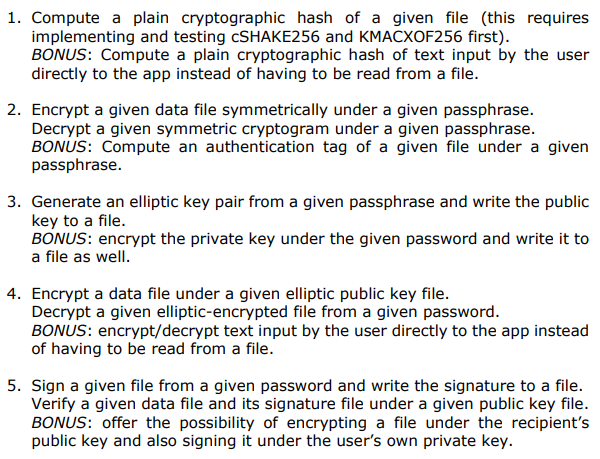 1. Compute a plain cryptographic hash of a given file (this requires
implementing and testing cSHAKE256 and KMACXOF256 first).
BONUS: Compute a plain cryptographic hash of text input by the user
directly to the app instead of having to be read from a file.
2. Encrypt a given data file symmetrically under a given passphrase.
Decrypt a given symmetric cryptogram under a given passphrase.
BONUS: Compute an authentication tag of a given file under a given
passphrase.
3. Generate an elliptic key pair from a given passphrase and write the public
key to a file.
BONUS: encrypt the private key under the given password and write it to
a file as well.
4. Encrypt a data file under a given elliptic public key file.
Decrypt a given elliptic-encrypted file from a given password.
BONUS: encrypt/decrypt text input by the user directly to the app instead
of having to be read from a file.
5. Sign a given file from a given password and write the signature to a file.
Verify a given data file and its signature file under a given public key file.
BONUS: offer the possibility of encrypting a file under the recipient’s
public key and also signing it under the user’s own private key.